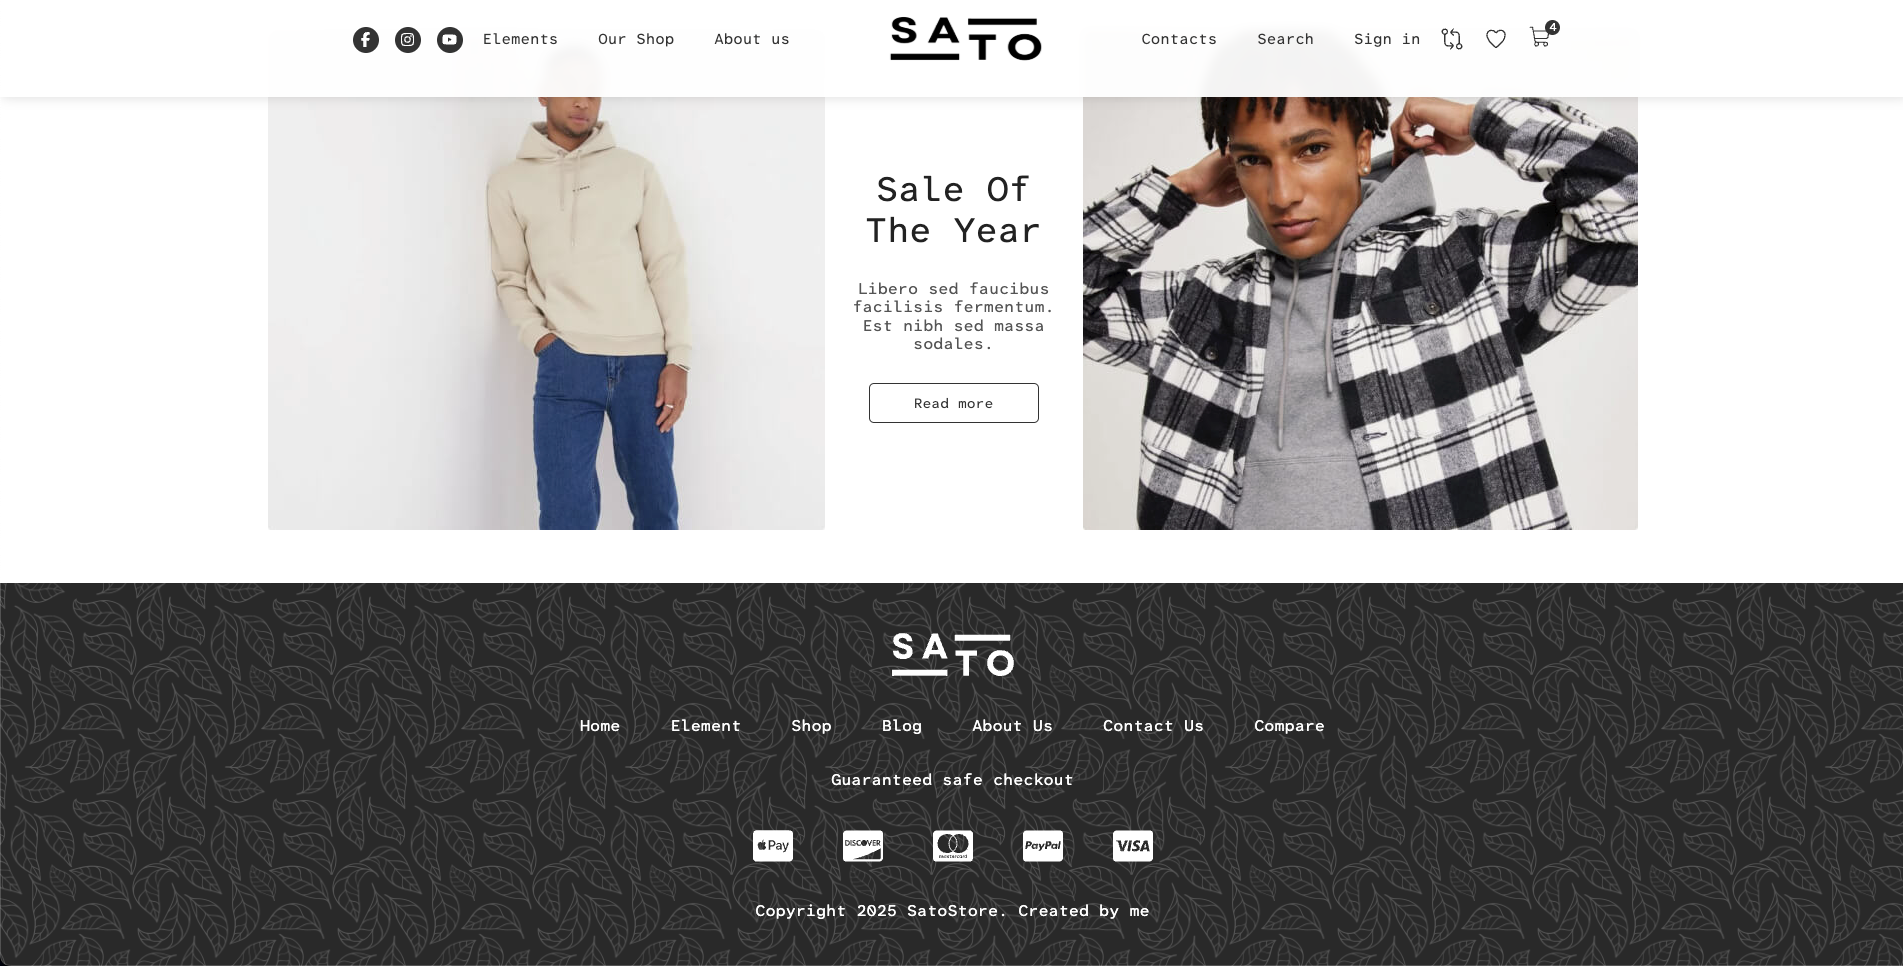 Elements Our Shop About us SATO Contacts Search Sign in 4
Sale Of
The Year
Libero sed faucibus
facilisis fermentum.
Est nibh sed massa
sodales.
Read more
SATO
Home Element Shop Blog About Us Contact Us Compare
Guaranteed safe checkout
Pay DISCOVER mastercard PayPal VISA
Copyright 2025 SatoStore. Created by me